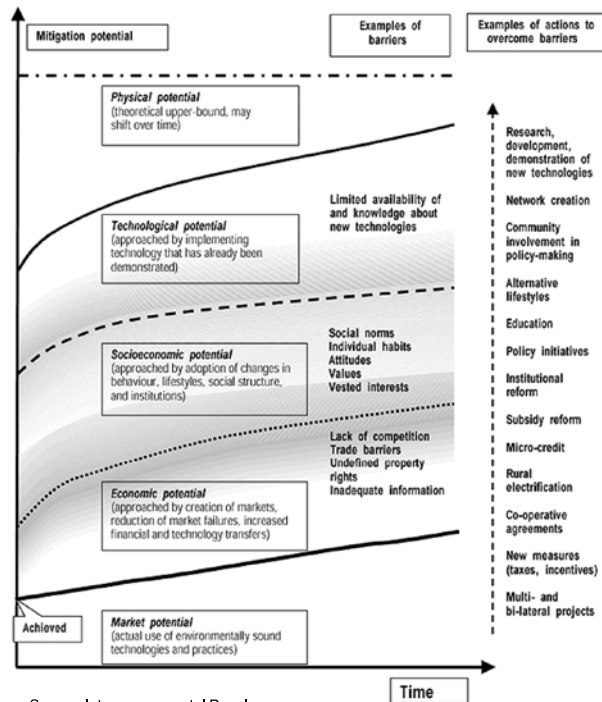 Mitigation potential
Examples of
barriers
Examples of actions to
overcome barriers
Physical potential
(theoretical upper-bound, may
shift over time)
Technological potential
(approached by implementing
technology that has already been
demonstrated)
Socioeconomic potential
(approached by adoption of changes in
behaviour, lifestyles, social structure,
and institutions)
Economic potential
(approached by creation of markets,
reduction of market failures, increased
financial and technology transfers)
Achieved
Market potential
(actual use of environmentally sound
technologies and practices)
Limited availability of
and knowledge about
new technologies
Social norms
Individual habits
Attitudes
Values
Vested interests
Lack of competition
Trade barriers
Undefined property
rights
Inadequate information
Research,
development,
demonstration of
new technologies
Network creation
Community
involvement in
policy-making
Alternative
lifestyles
Education
Policy initiatives
Institutional
reform
Subsidy reform
Micro-credit
Rural
electrification
Co-operative
agreements
New measures
(taxes, incentives)
Multi- and
bi-lateral projects
Time